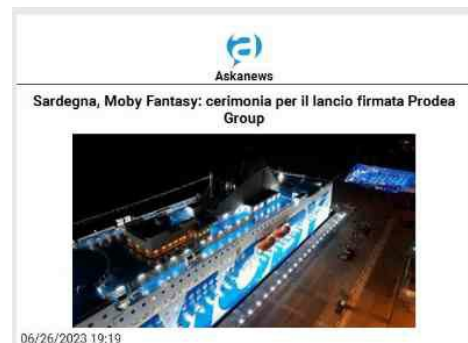 Askanews
Sardegna, Moby Fantasy: cerimonia per il lancio firmata Prodea
Group
06/26/2023 19:19